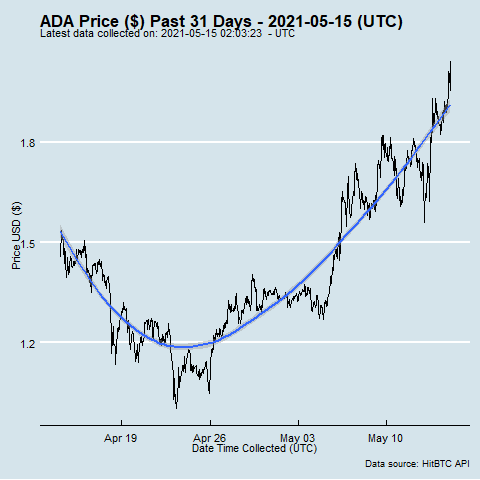 ADA Price ($) Past 31 Days - 2021-05-15 (UTC)
Latest data collected on: 2021-05-15 02:03:23 - UTC
Price USD ($)
1.8
1.5
1.2
Apr 19 Apr 26 May 03 May 10
Date Time Collected (UTC)
Data source: HitBTC API